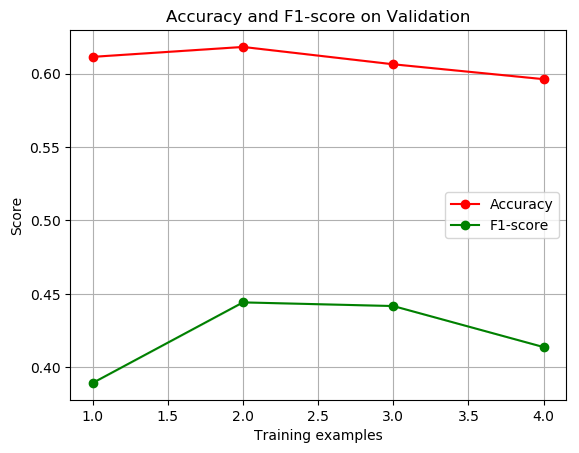 Accuracy and F1-score on Validation
0.60
0.55
0.50
0.45
0.40
Score
Accuracy
F1-score
1.0 1.5 2.0 2.5 3.0 3.5 4.0
Training examples